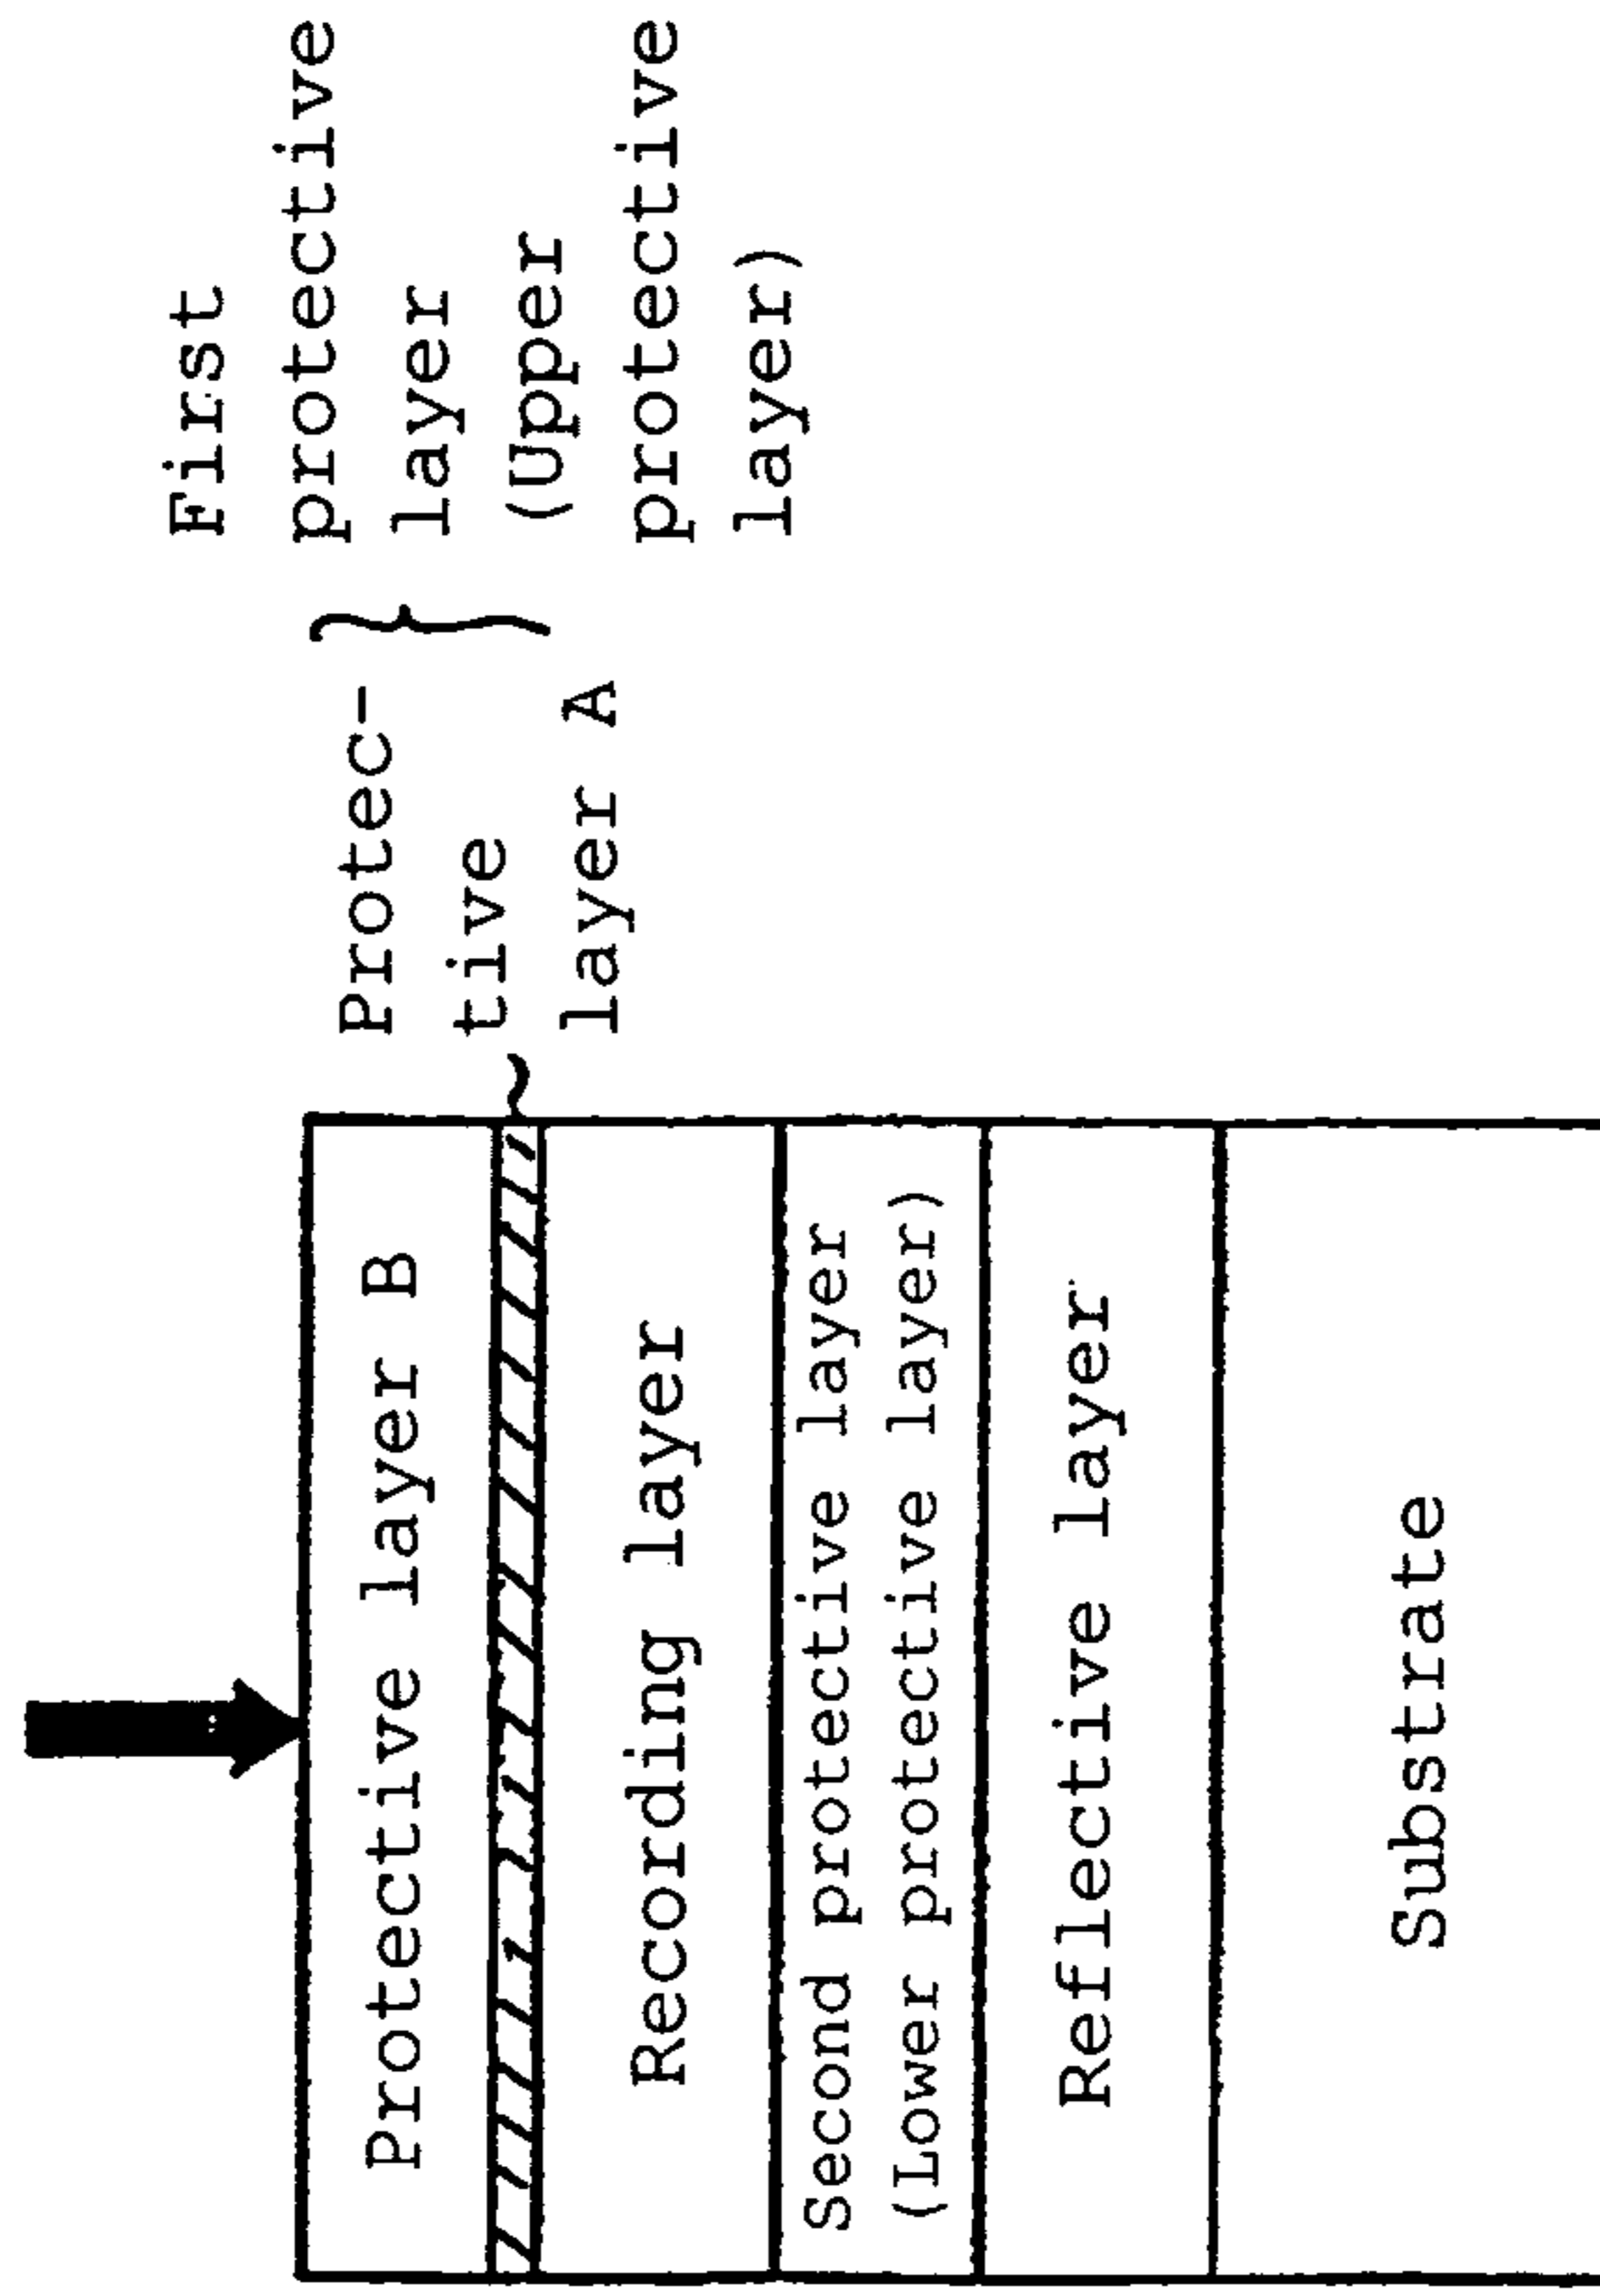 Protective layer B
Protec-
tive
layer A
First
protective
layer
(Upper
protective
layer)
Recording layer
Second protective layer
(Lower protective layer)
Reflective layer
Substrate